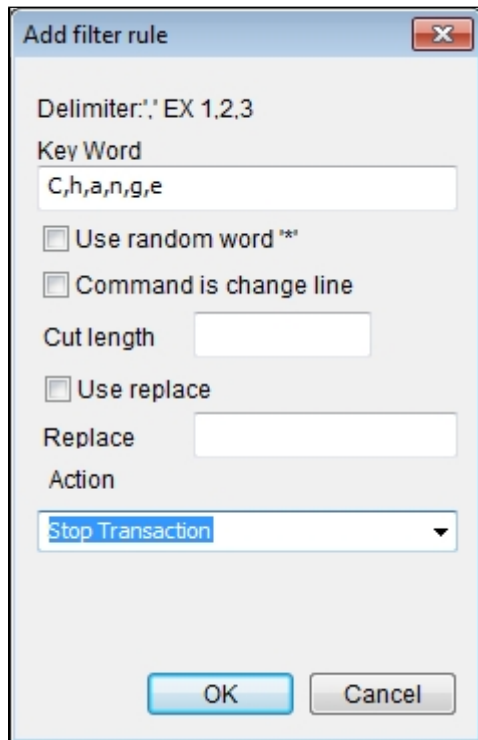 Add filter rule
Delimiter:',' EX 1,2,3
Key Word
C,h,a,n,g,e
Use random word '*'
Command is change line
Cut length
Use replace
Replace
Action
Stop Transaction
OK Cancel